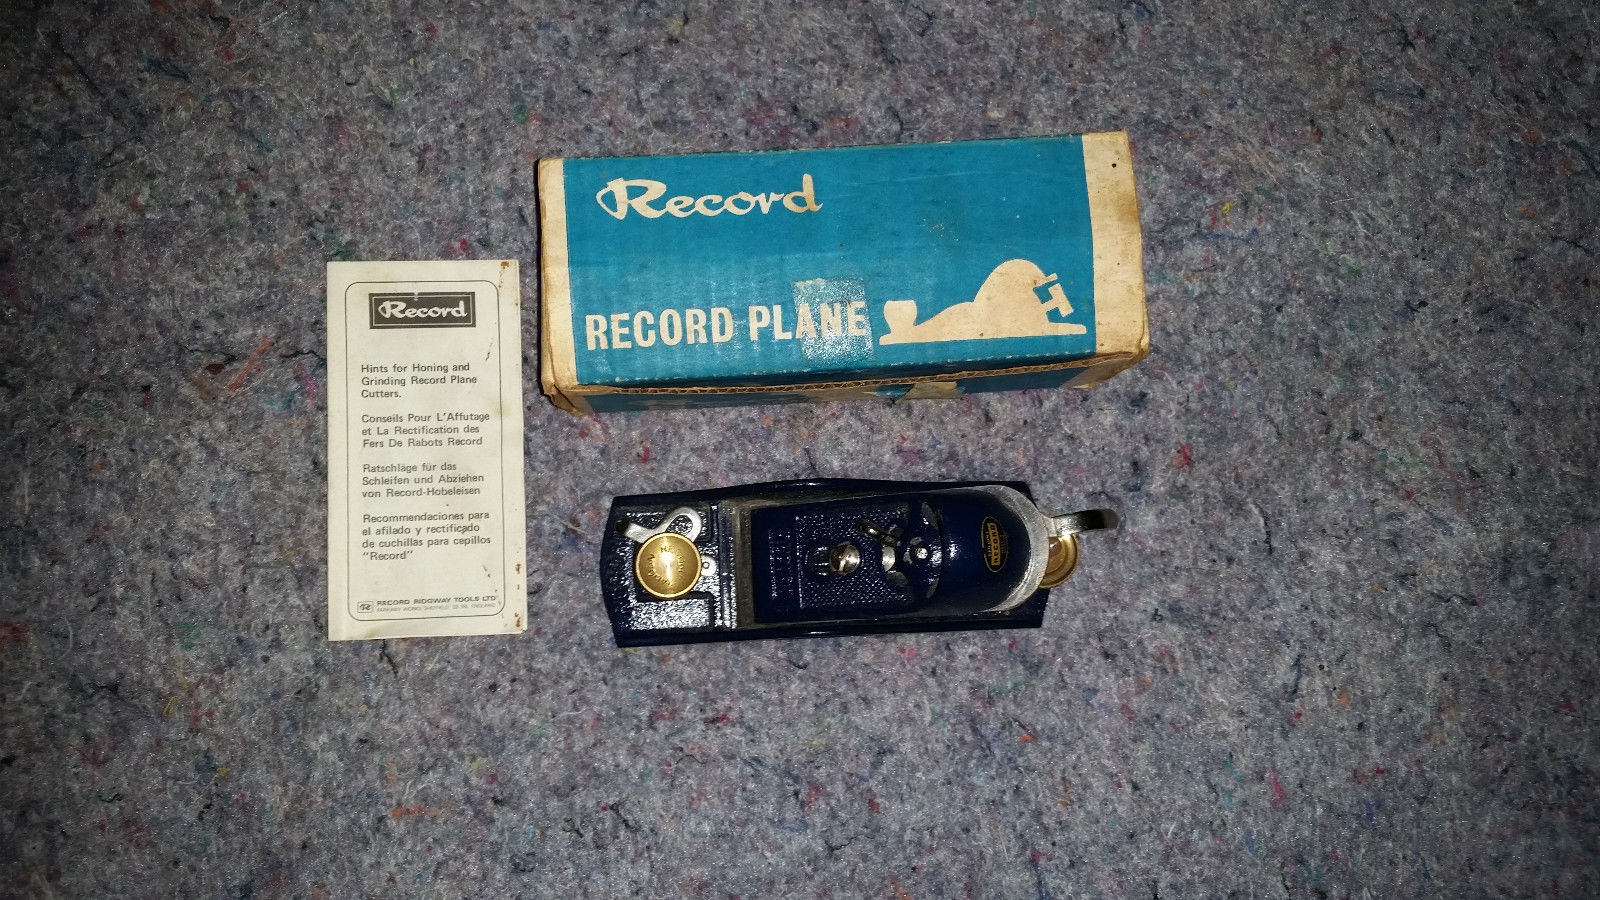 Record
RECORD PLANE
Record
Hints for Honing and
Grinding Record Plane
Cutters.
Conseils Pour L'Affutage
et La Rectification des
Fers De Rabots Record
Ratschläge für das
Schleifen und Abziehen
von Record-Hobeleisen
Recommendaciones para
el afilado y rectificado
de cuchillas para cepillos
"Record"
R RECORD RIDGWAY TOOLS LTD
SHEFFIELD ENGLAND
RECORD